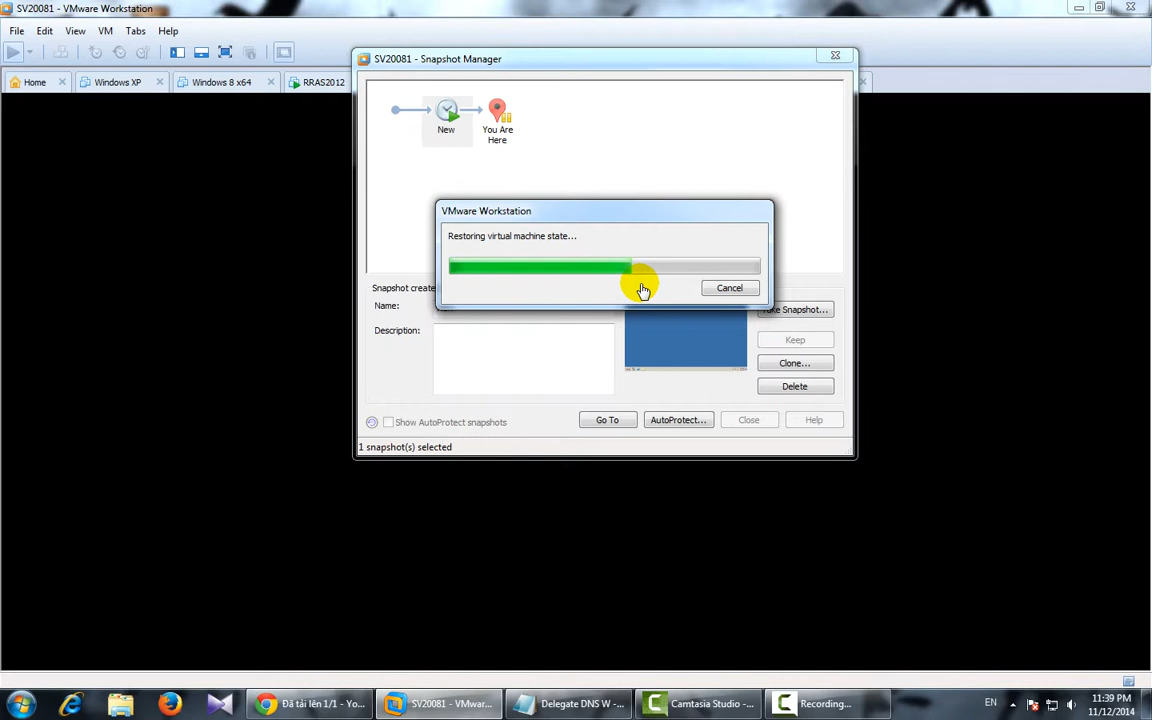 SV20081 - VMware Workstation
File Edit View VM Tabs Help
Home Windows XP Windows 8 x64 RRAS2012
SV20081 - Snapshot Manager
New
You Are
Here
VMware Workstation
Restoring virtual machine state...
Cancel
Snapshot
Name:
Description:
Snapshot...
Keep
Clone...
Delete
Show AutoProtect snapshots
Go To
AutoProtect...
Close
Help
1 snapshot(s) selected
Đã tải lên 1/1 - Yo...
SV20081 - VMwar...
Delegate DNS W -...
Camtasia Studio -...
Recording...
EN
11:39 PM
11/12/2014